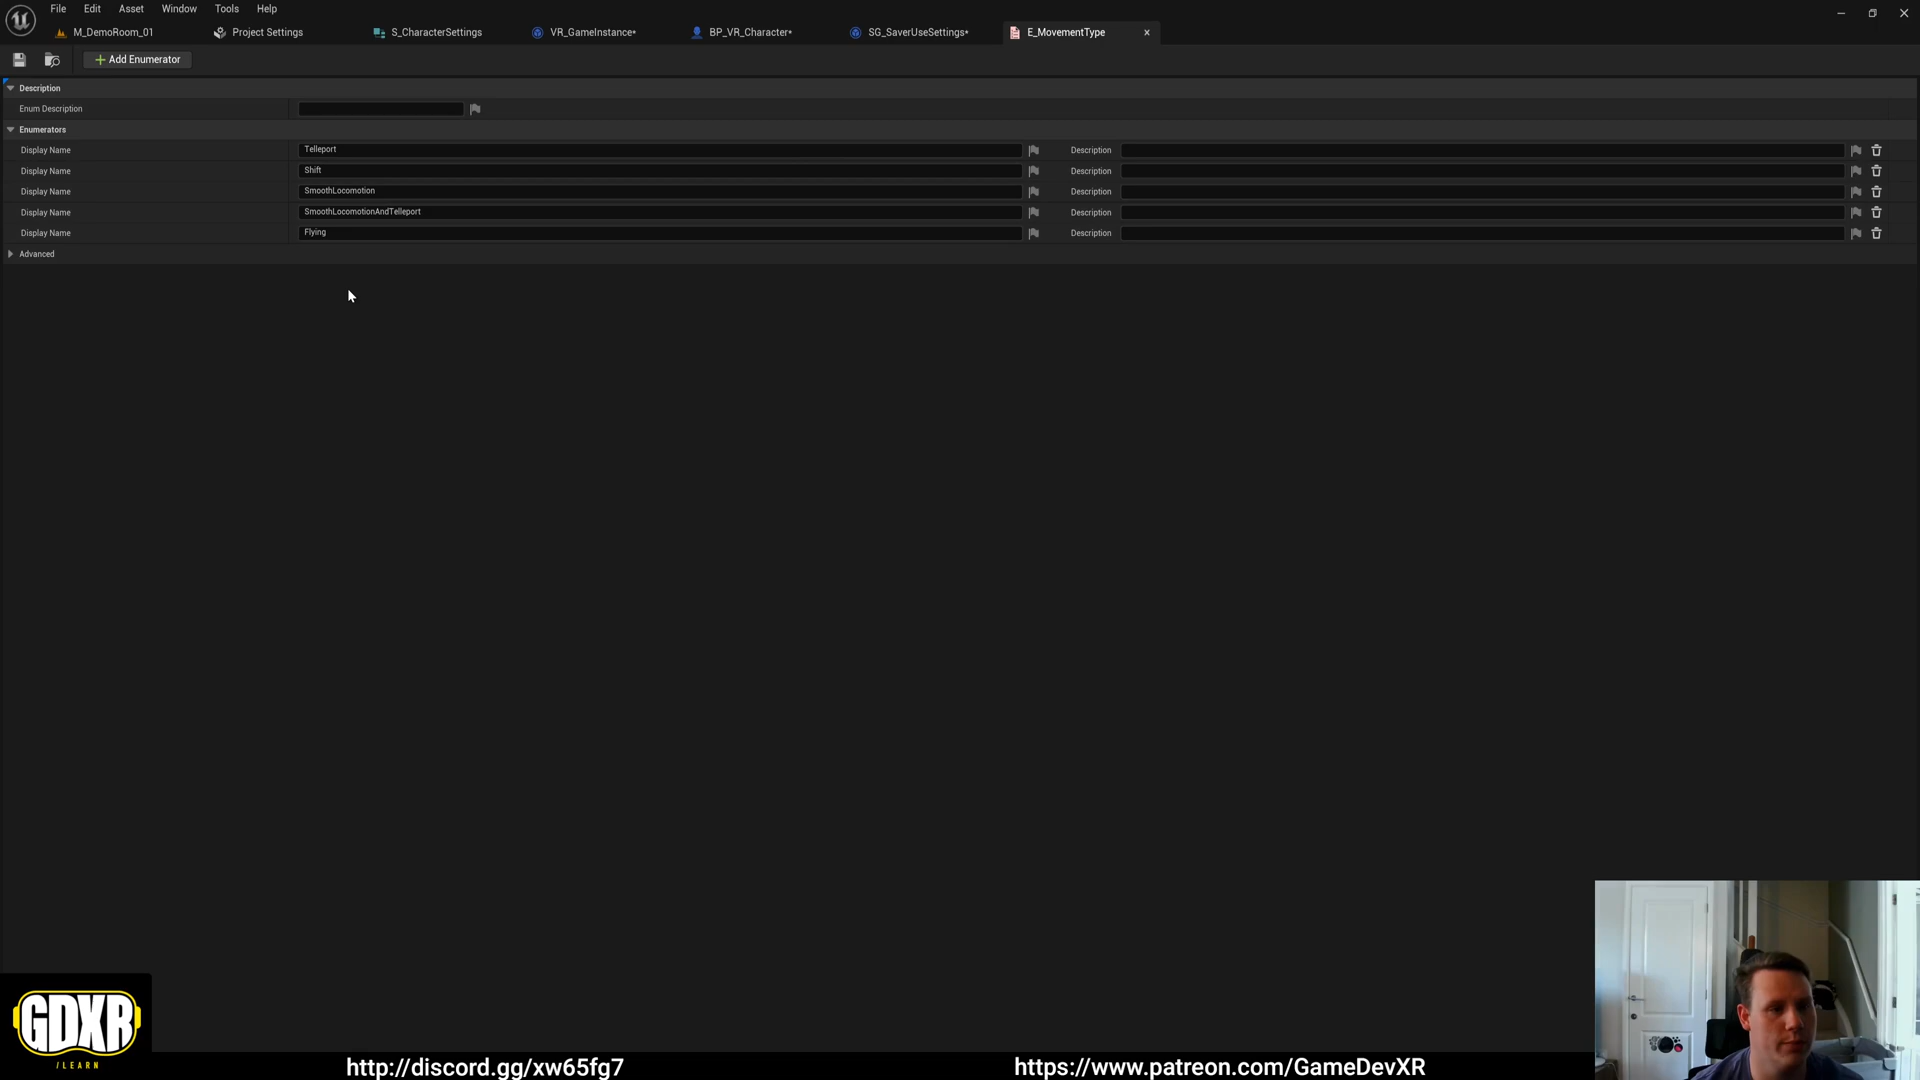 File Edit Asset Window Tools Help
M_DemoRoom_01 Project Settings S_CharacterSettings VR_GameInstance* BP_VR_Character* SG_SaverUseSettings* E_MovementType
Add Enumerator
Description
Enum Description
Enumerators
Display Name Telleport Description
Display Name Shift Description
Display Name SmoothLocomotion Description
Display Name SmoothLocomotionAndTelleport Description
Display Name Flying Description
Advanced
GDXR
/LEARN
http://discord.gg/xw65fg7 https://www.patreon.com/GameDevXR